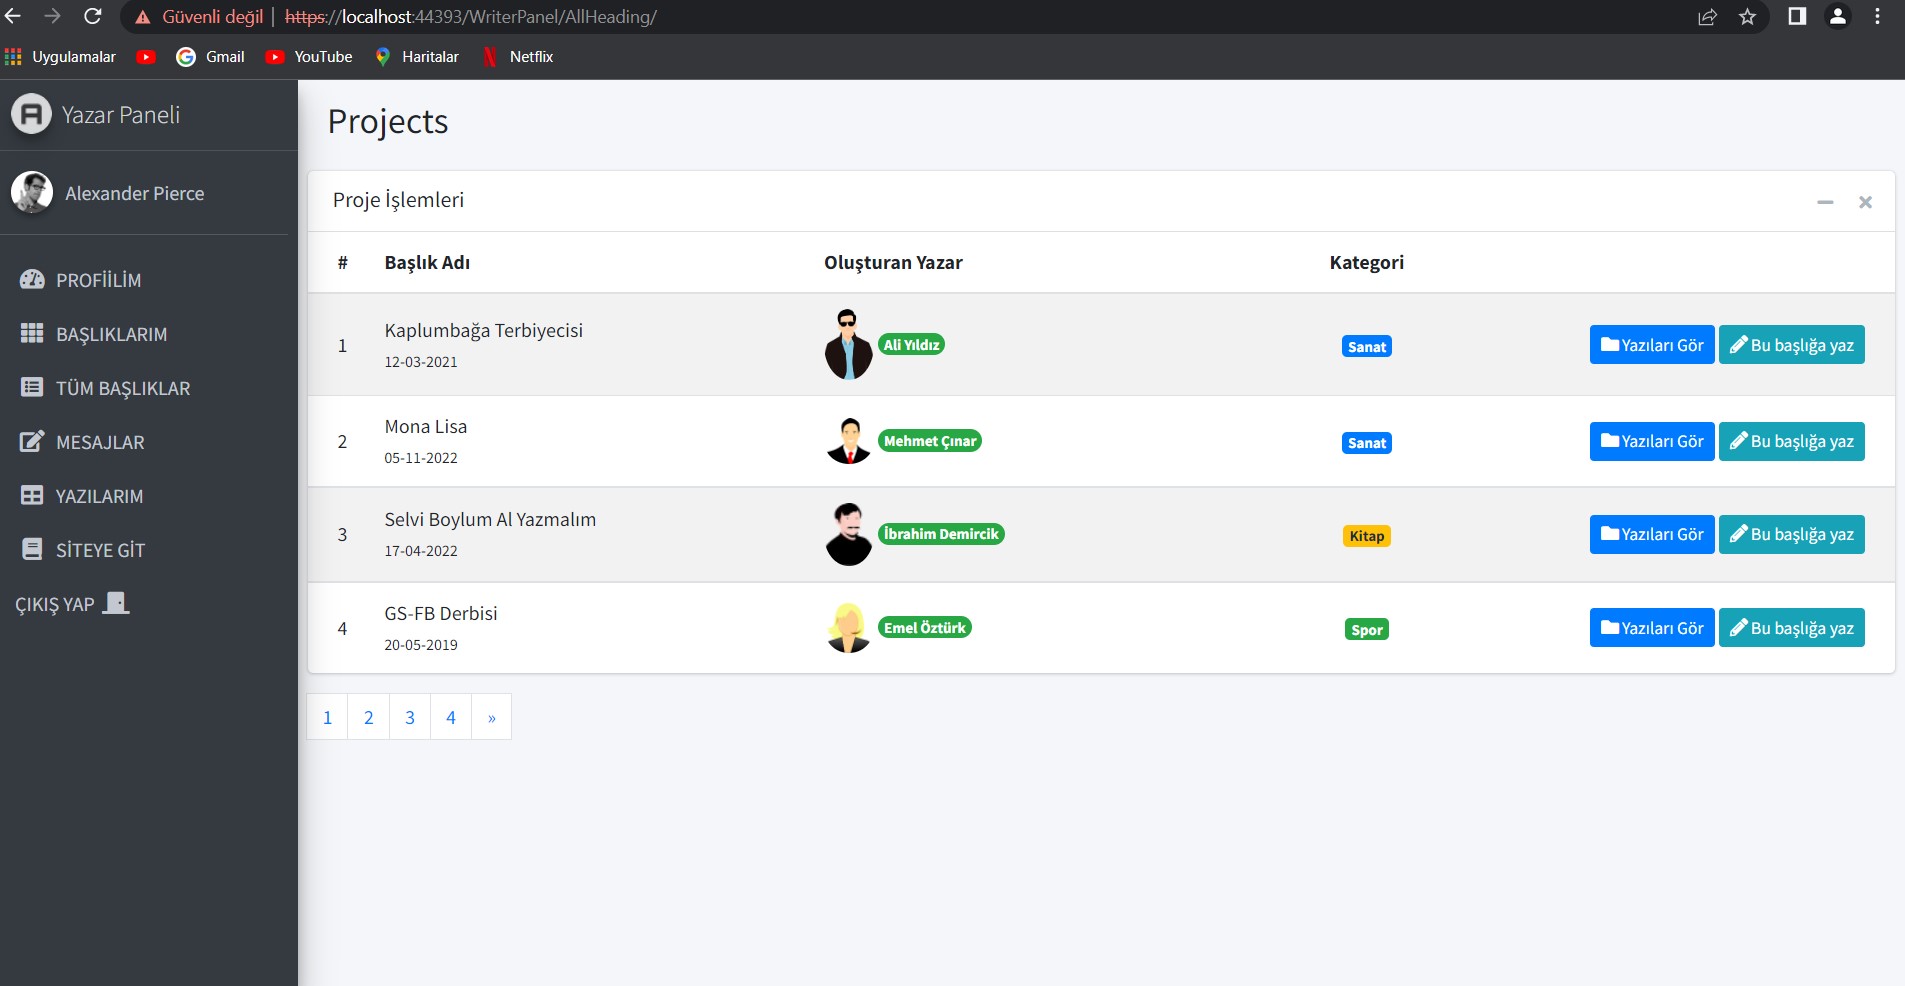 Güvenli değil | https://localhost:44393/WriterPanel/AllHeading/
Uygulamalar Gmail YouTube Haritalar Netflix
Yazar Paneli
Alexander Pierce
PROFİİLİM
BAŞLIKLARIM
TÜM BAŞLIKLAR
MESAJLAR
YAZILARIM
SİTEYE GİT
ÇIKIŞ YAP
Projects
Proje İşlemleri
# Başlık Adı Oluşturan Yazar Kategori
1 Kaplumbağa Terbiyecisi Ali Yıldız Sanat Yazıları Gör Bu başlığa yaz
12-03-2021
2 Mona Lisa Mehmet Çınar Sanat Yazıları Gör Bu başlığa yaz
05-11-2022
3 Selvi Boylum Al Yazmalım İbrahim Demircik Kitap Yazıları Gör Bu başlığa yaz
17-04-2022
4 GS-FB Derbisi Emel Öztürk Spor Yazıları Gör Bu başlığa yaz
20-05-2019
1 2 3 4 »